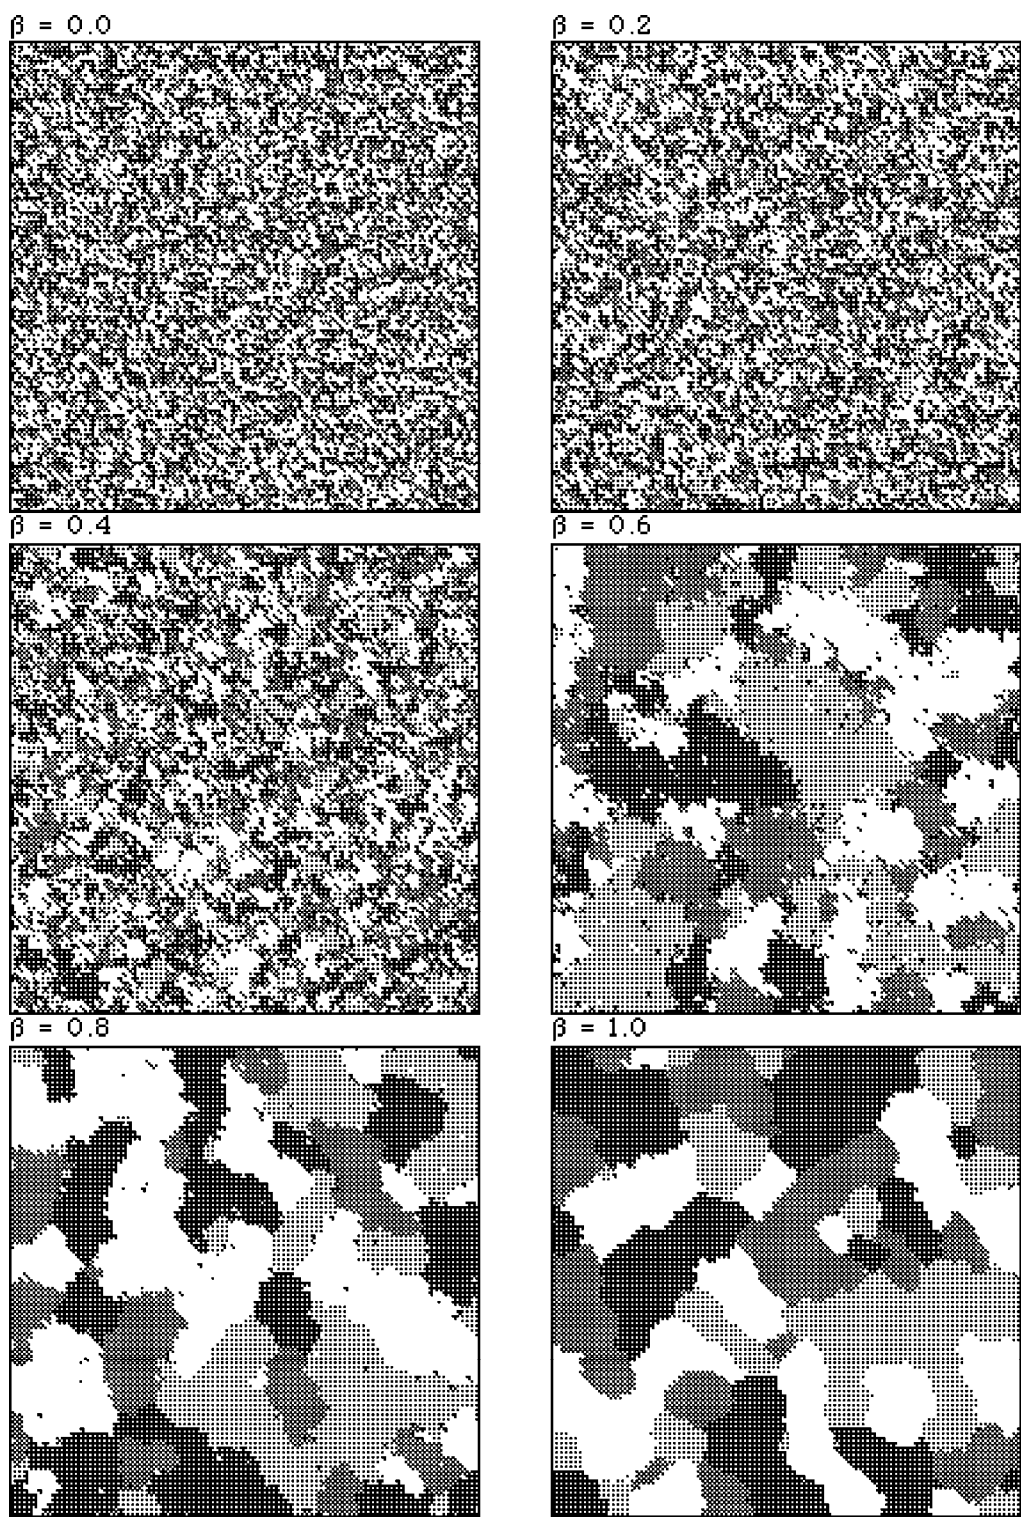 β = 0.0
β = 0.2
β = 0.4
β = 0.6
β = 0.8
β = 1.0